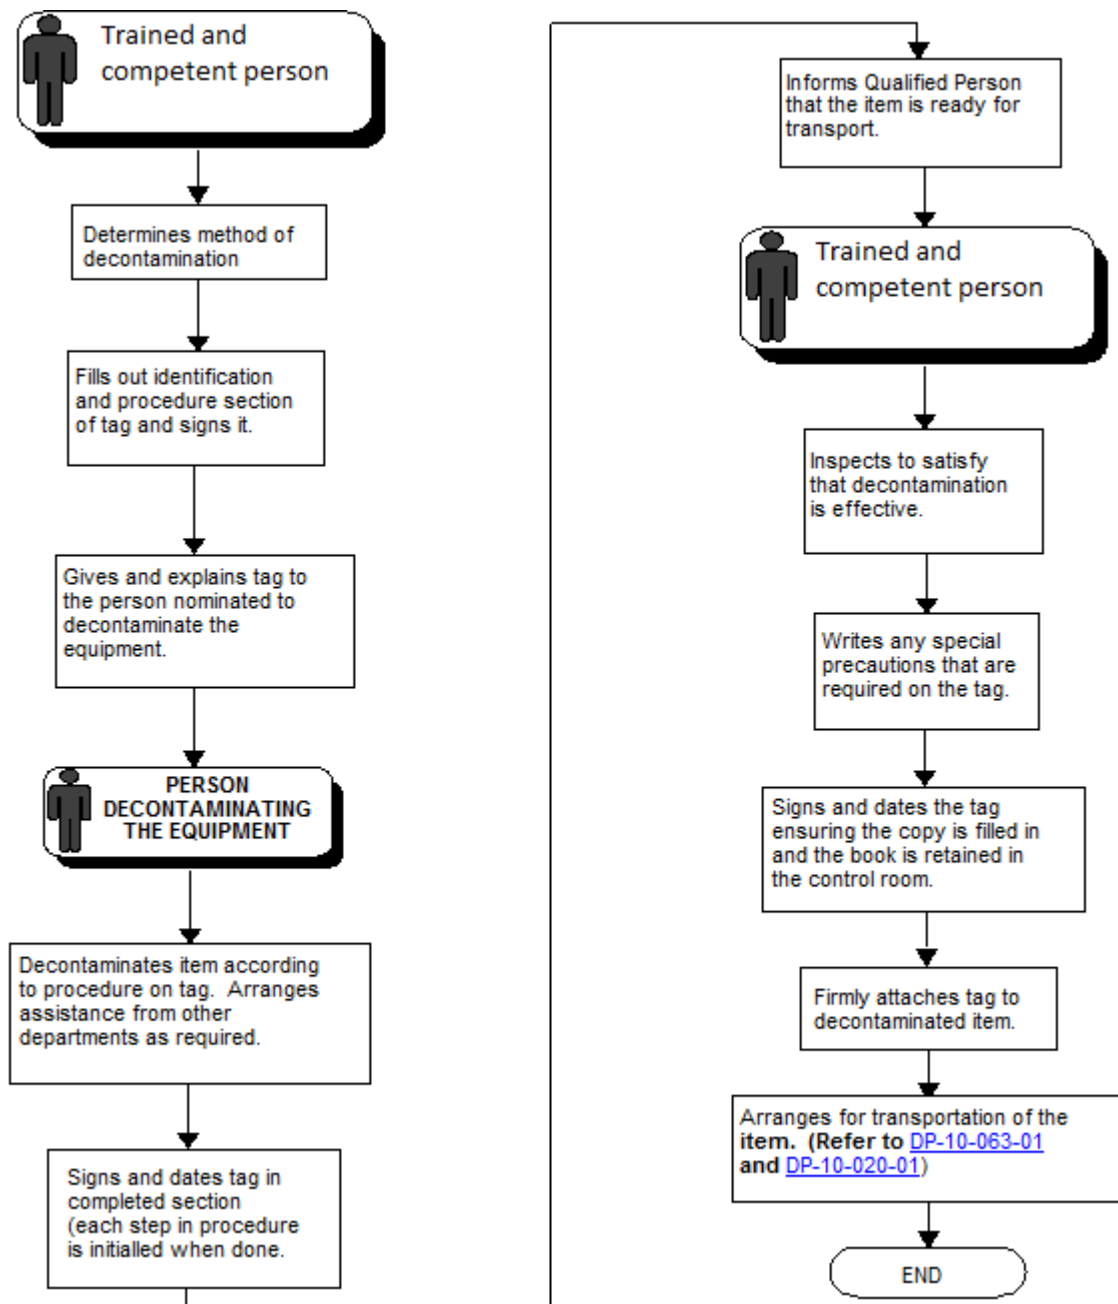 Trained and
competent person
Determines method of
decontamination
Fills out identification
and procedure section
of tag and signs it.
Gives and explains tag to
the person nominated to
decontaminate the
equipment.
PERSON
DECONTAMINATING
THE EQUIPMENT
Decontaminates item according
to procedure on tag.  Arranges
assistance from other
departments as required.
Signs and dates tag in
completed section
(each step in procedure
is initialled when done.
Informs Qualified Person
that the item is ready for
transport.
Trained and
competent person
Inspects to satisfy
that decontamination
is effective.
Writes any special
precautions that are
required on the tag.
Signs and dates the tag
ensuring the copy is filled in
and the book is retained in
the control room.
Firmly attaches tag to
decontaminated item.
Arranges for transportation of the
item.  (Refer to DP-10-063-01
and DP-10-020-01)
END